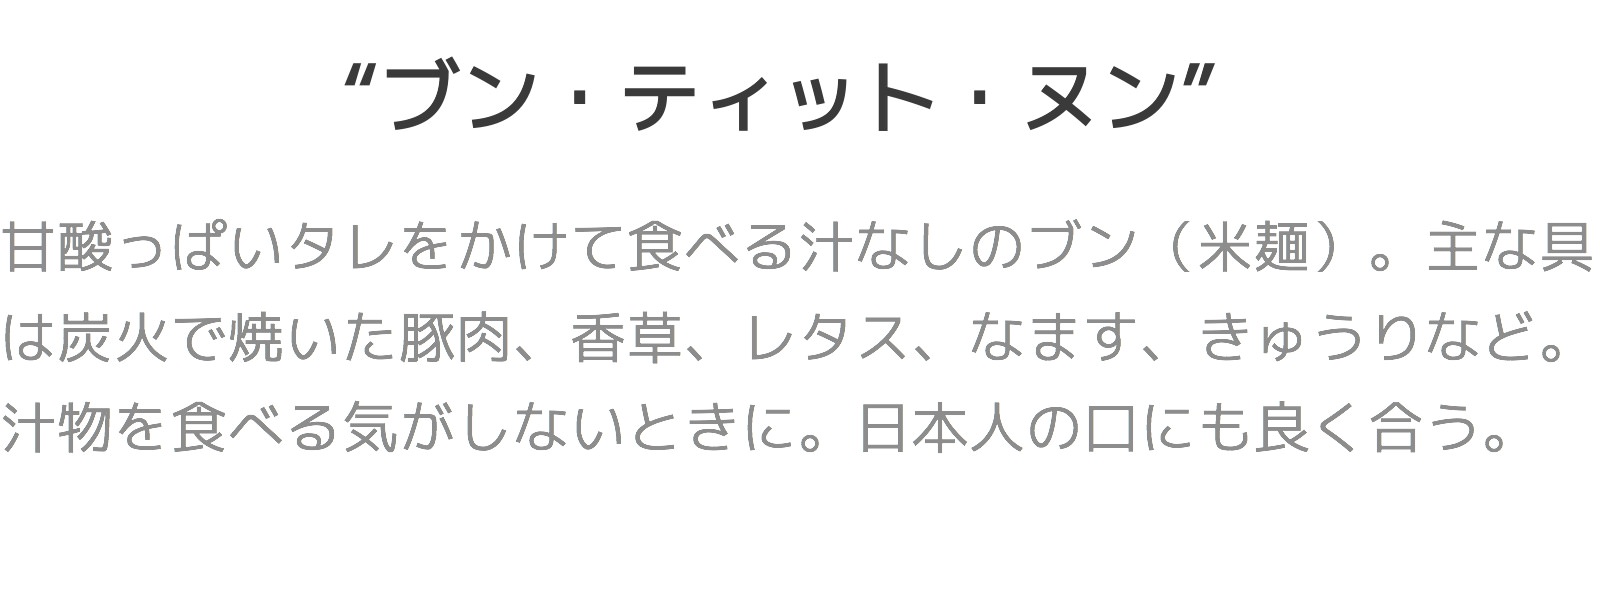 “ブン・ティット・ヌン”
甘酸っぱいタレをかけて食べる汁なしのブン（米麺）。主な具
は炭火で焼いた豚肉、香草、レタス、なます、きゅうりなど。
汁物を食べる気がしないときに。日本人の口にも良く合う。